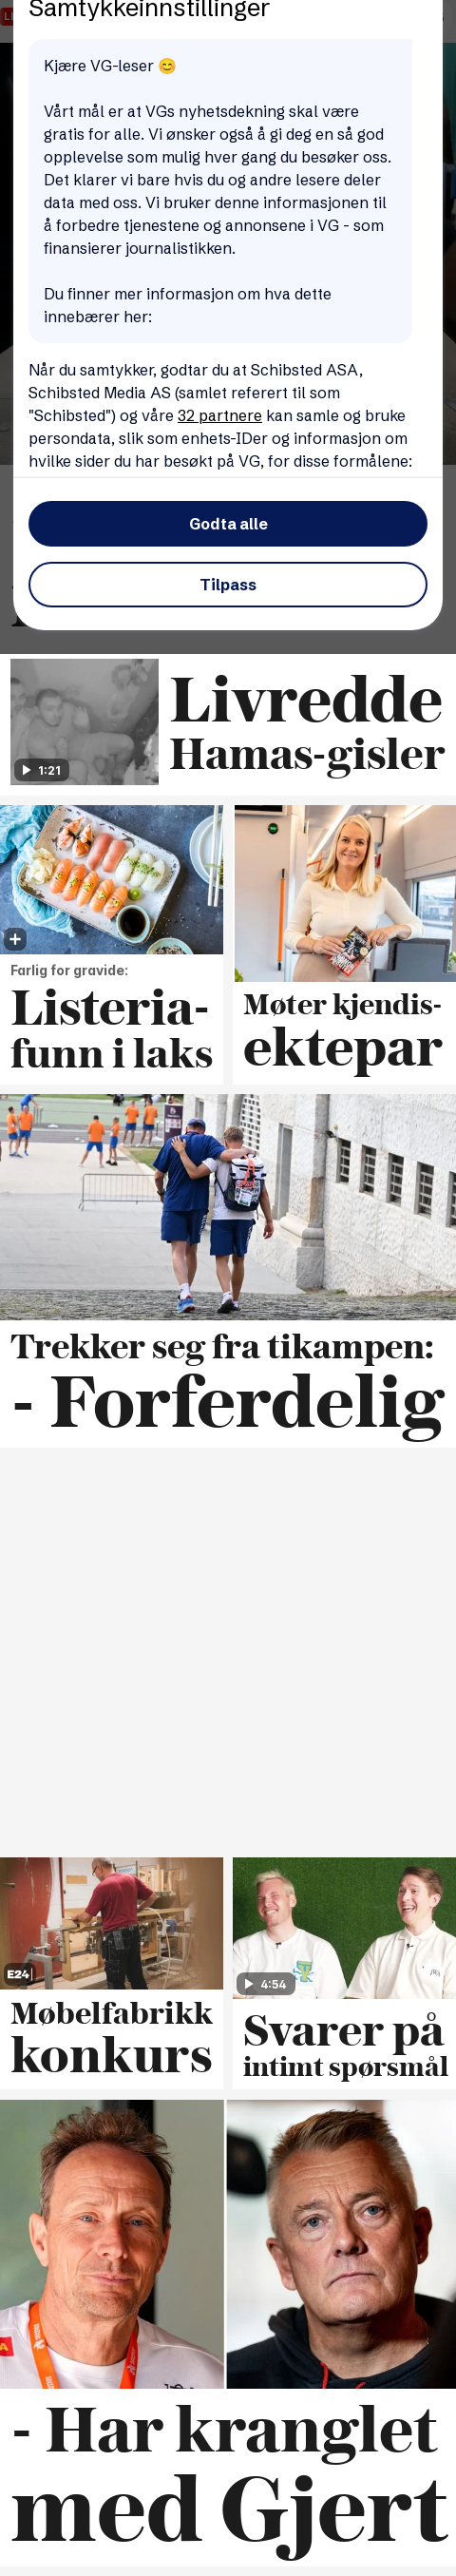 Samtykkeinnstillinger
Kjære VG-leser 😊
Vårt mål er at VGs nyhetsdekning skal være
gratis for alle. Vi ønsker også å gi deg en så god
opplevelse som mulig hver gang du besøker oss.
Det klarer vi bare hvis du og andre lesere deler
data med oss. Vi bruker denne informasjonen til
å forbedre tjenestene og annonsene i VG - som
finansierer journalistikken.
Du finner mer informasjon om hva dette
innebærer her:
Når du samtykker, godtar du at Schibsted ASA,
Schibsted Media AS (samlet referert til som
"Schibsted") og våre 32 partnere kan samle og bruke
persondata, slik som enhets-IDer og informasjon om
hvilke sider du har besøkt på VG, for disse formålene:
Godta alle
Tilpass
1:21
Livredde
Hamas-gisler
Farlig for gravide:
Listeria-
funn i laks
Møter kjendis-
ektepar
Trekker seg fra tikampen:
- Forferdelig
E24
Møbelfabrikk
konkurs
4:54
Svarer på
intimt spørsmål
- Har kranglet
med Gjert